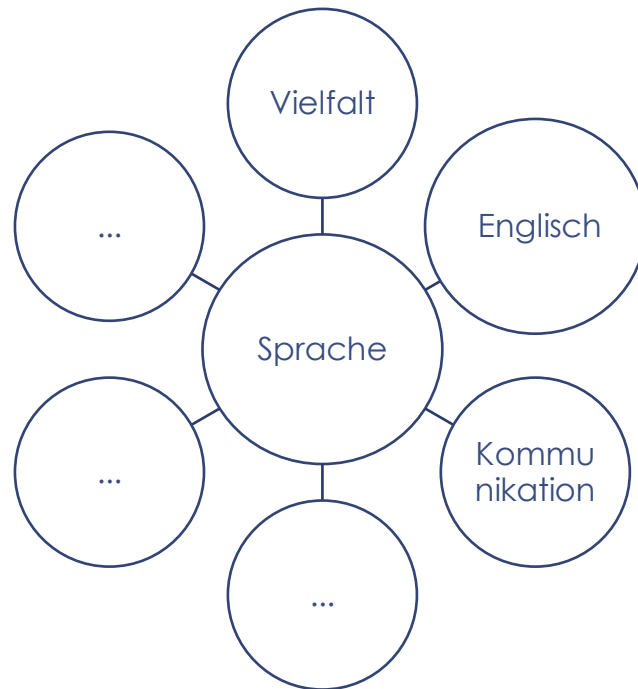 Vielfalt
Englisch
...
Sprache
Kommu
nikation
...
...